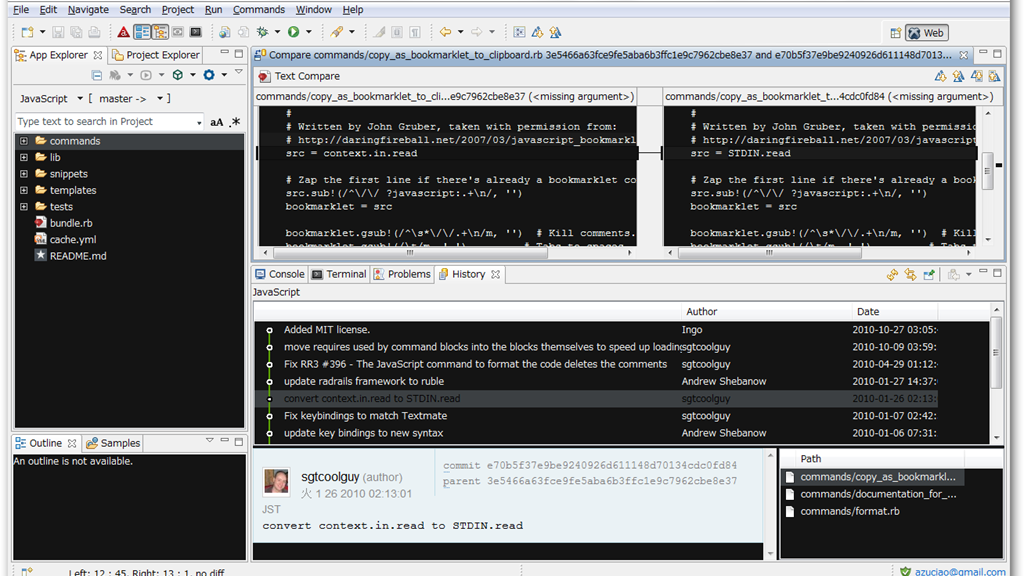 File Edit Navigate Search Project Run Commands Window Help
Web
App Explorer Project Explorer
JavaScript [ master -> ]
Type text to search in Project aA .*
commands
lib
snippets
templates
tests
bundle.rb
cache.yml
README.md
Outline Samples
An outline is not available.
Compare commands/copy_as_bookmarklet_to_clipboard.rb 3e5466a63fce9fe5aba6b3ffc1e9c7962cbe8e37 and e70b5f37e9be9240926d611148d7013...
Text Compare
commands/copy_as_bookmarklet_to_cli...e9c7962cbe8e37 (<missing argument>)
#
# Written by John Gruber, taken with permission from:
# http://daringfireball.net/2007/03/javascript_bookmarkl
src = context.in.read
# Zap the first line if there's already a bookmarklet co
src.sub!(/^\/\/ ?javascript:.+\n/, '')
bookmarklet = src
bookmarklet.gsub!(/^\s*\/\/.+\n/m, '') # Kill comments.
commands/copy_as_bookmarklet_t...4cdc0fd84 (<missing argument>)
#
# Written by John Gruber, taken with permissio
# http://daringfireball.net/2007/03/javascript
src = STDIN.read
# Zap the first line if there's already a book
src.sub!(/^\/\/ ?javascript:.+\n/, '')
bookmarklet = src
bookmarklet.gsub!(/^\s*\/\/.+\n/m, '') # Kil
Console Terminal Problems History
JavaScript
Author Date
Added MIT license. Ingo 2010-10-27 03:05:
move requires used by command blocks into the blocks themselves to speed up loading sgtcoolguy 2010-10-09 03:59:
Fix RR3 #396 - The JavaScript command to format the code deletes the comments sgtcoolguy 2010-04-29 01:12:
update radrails framework to ruble Andrew Shebanow 2010-01-27 14:37:
convert context.in.read to STDIN.read sgtcoolguy 2010-01-26 02:13:
Fix keybindings to match Textmate sgtcoolguy 2010-01-07 02:42:
update key bindings to new syntax Andrew Shebanow 2010-01-06 07:31:
sgtcoolguy (author)
火 1 26 2010 02:13:01
JST
commit e70b5f37e9be9240926d611148d70134cdc0fd84
parent 3e5466a63fce9fe5aba6b3ffc1e9c7962cbe8e37
convert context.in.read to STDIN.read
Path
commands/copy_as_bookmarkl...
commands/documentation_for_...
commands/format.rb
Left: 12 : 45, Right: 13 : 1, no diff
azuciao@gmail.com